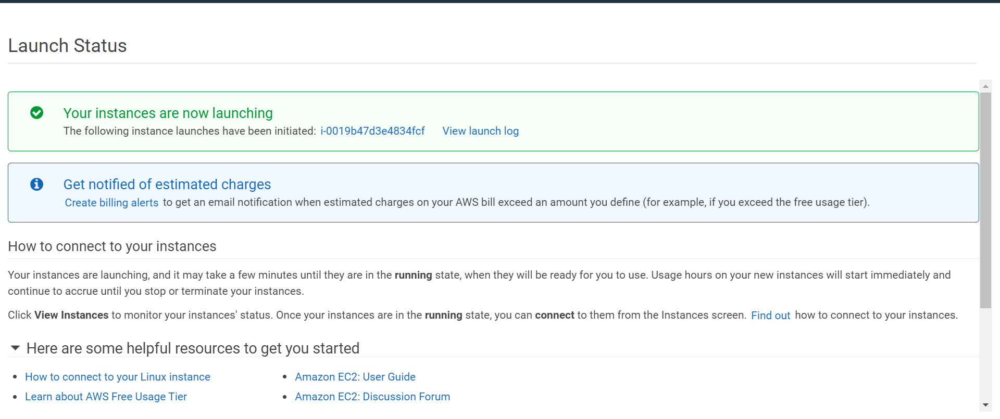 Launch Status
Your instances are now launching
The following instance launches have been initiated: i-0019b47d3e4834fcf View launch log
Get notified of estimated charges
Create billing alerts to get an email notification when estimated charges on your AWS bill exceed an amount you define (for example, if you exceed the free usage tier).
How to connect to your instances
Your instances are launching, and it may take a few minutes until they are in the running state, when they will be ready for you to use. Usage hours on your new instances will start immediately and
continue to accrue until you stop or terminate your instances.
Click View Instances to monitor your instances' status. Once your instances are in the running state, you can connect to them from the Instances screen. Find out how to connect to your instances.
Here are some helpful resources to get you started
• How to connect to your Linux instance
• Learn about AWS Free Usage Tier
• Amazon EC2: User Guide
• Amazon EC2: Discussion Forum